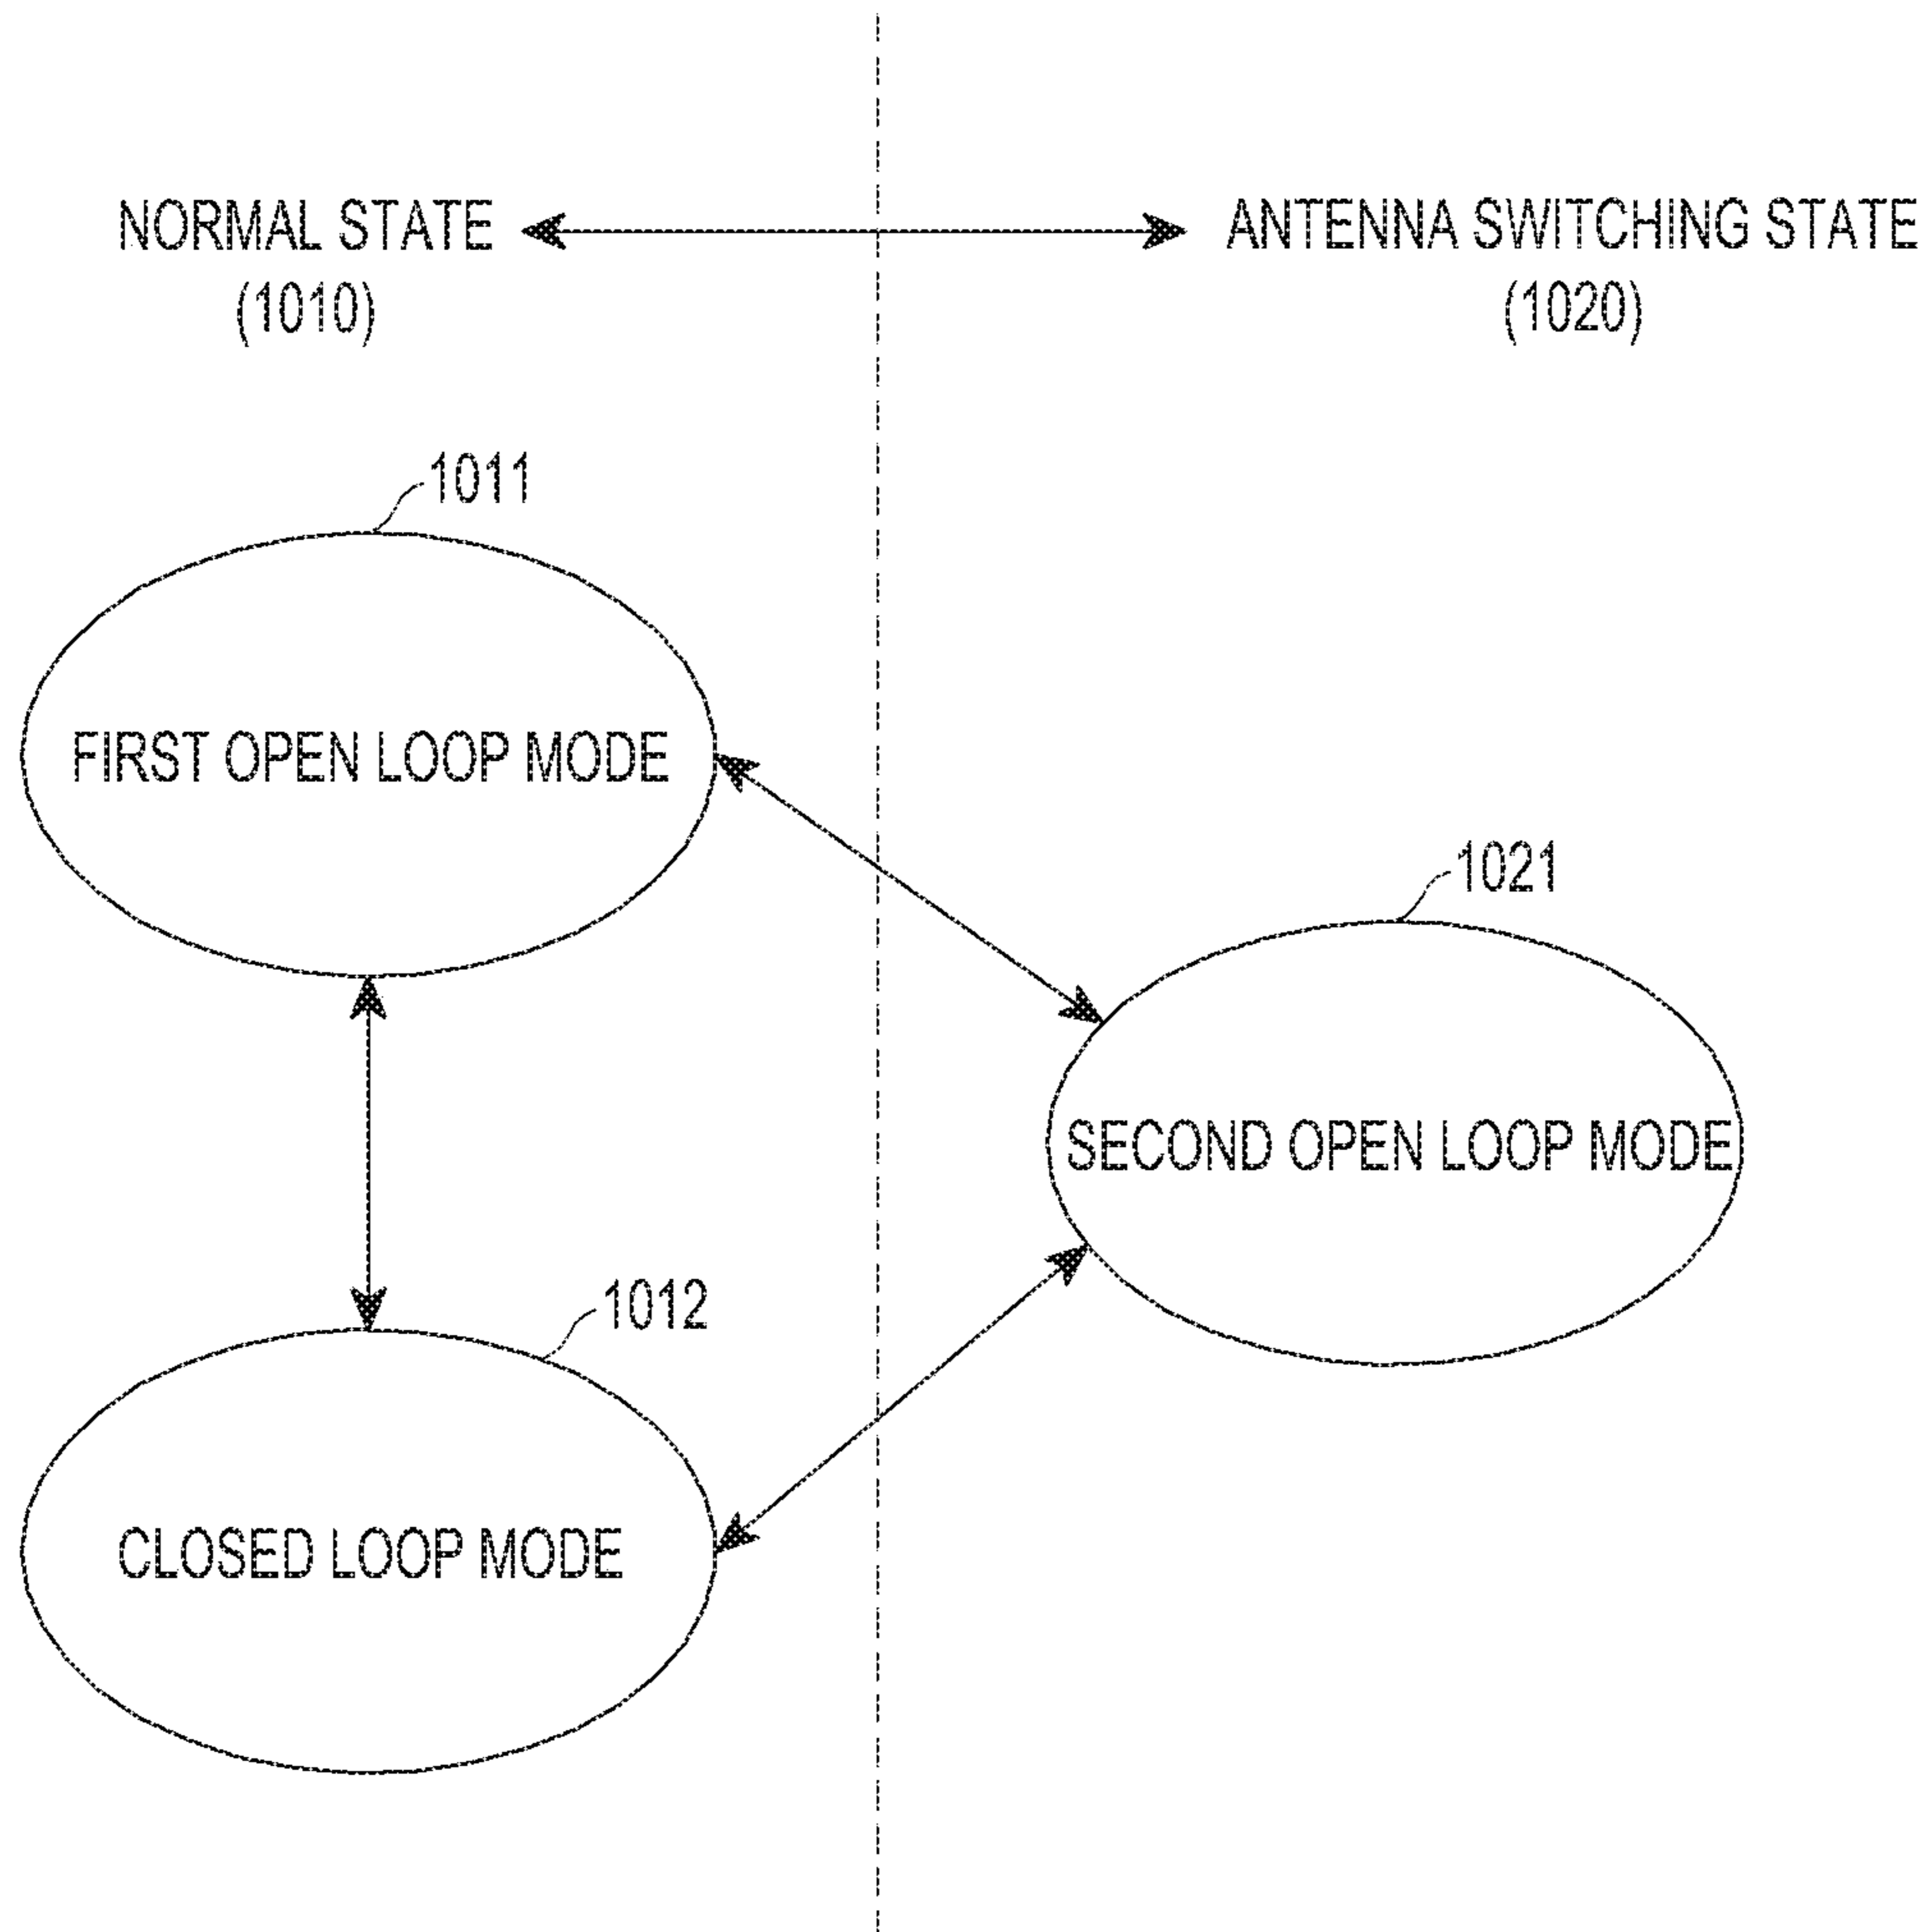 NORMAL STATE
(1010)
ANTENNA SWITCHING STATE
(1020)
1011
FIRST OPEN LOOP MODE
1021
SECOND OPEN LOOP MODE
1012
CLOSED LOOP MODE